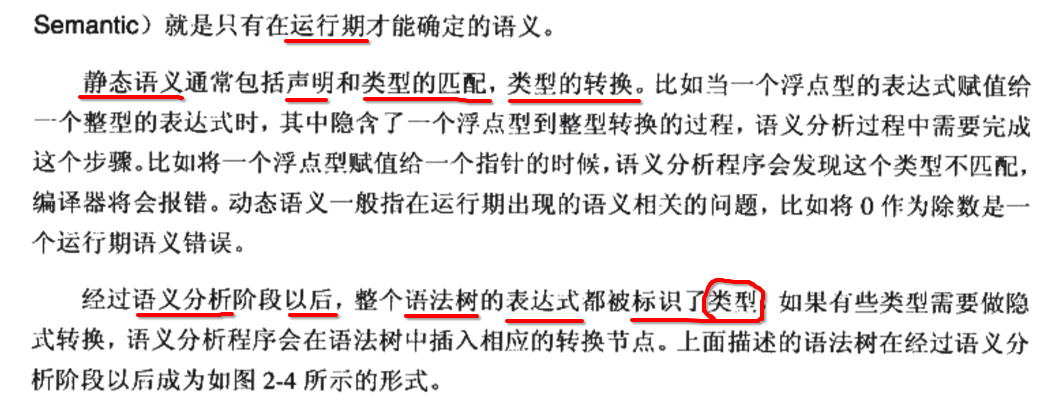 Semantic）就是只有在运行期才能确定的语义。
静态语义通常包括声明和类型的匹配，类型的转换。比如当一个浮点型的表达式赋值给
一个整型的表达式时，其中隐含了一个浮点型到整型转换的过程，语义分析过程中需要完成
这个步骤。比如将一个浮点型赋值给一个指针的时候，语义分析程序会发现这个类型不匹配，
编译器将会报错。动态语义一般指在运行期出现的语义相关的问题，比如将 0 作为除数是一
个运行期语义错误。
经过语义分析阶段以后，整个语法树的表达式都被标识了类型，如果有些类型需要做隐
式转换，语义分析程序会在语法树中插入相应的转换节点。上面描述的语法树在经过语义分
析阶段以后成为如图 2-4 所示的形式。